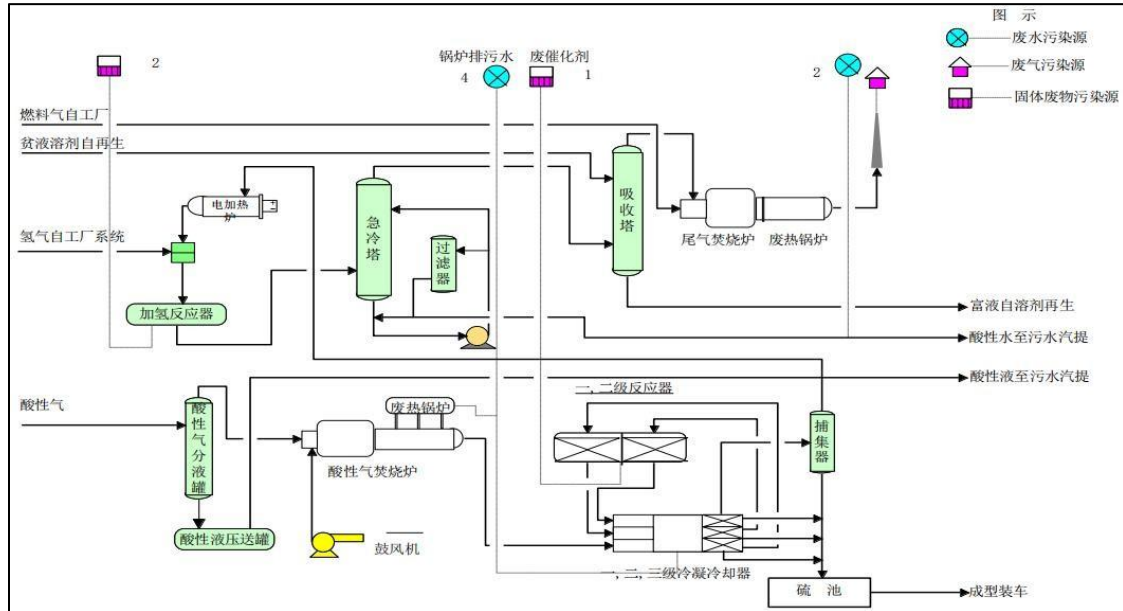 图 示
废水污染源
废气污染源
固体废物污染源
2
锅炉排污水
4
废催化剂
1
2
燃料气自工厂
贫液溶剂自再生
电加热炉
氢气自工厂系统
加氢反应器
急冷塔
过滤器
吸收塔
尾气焚烧炉
废热锅炉
富液自溶剂再生
酸性水至污水汽提
酸性液至污水汽提
酸性气
酸性气分液罐
酸性液压送罐
废热锅炉
酸性气焚烧炉
鼓风机
一,二级反应器
捕集器
一,二,三级冷凝冷却器
硫 池
成型装车